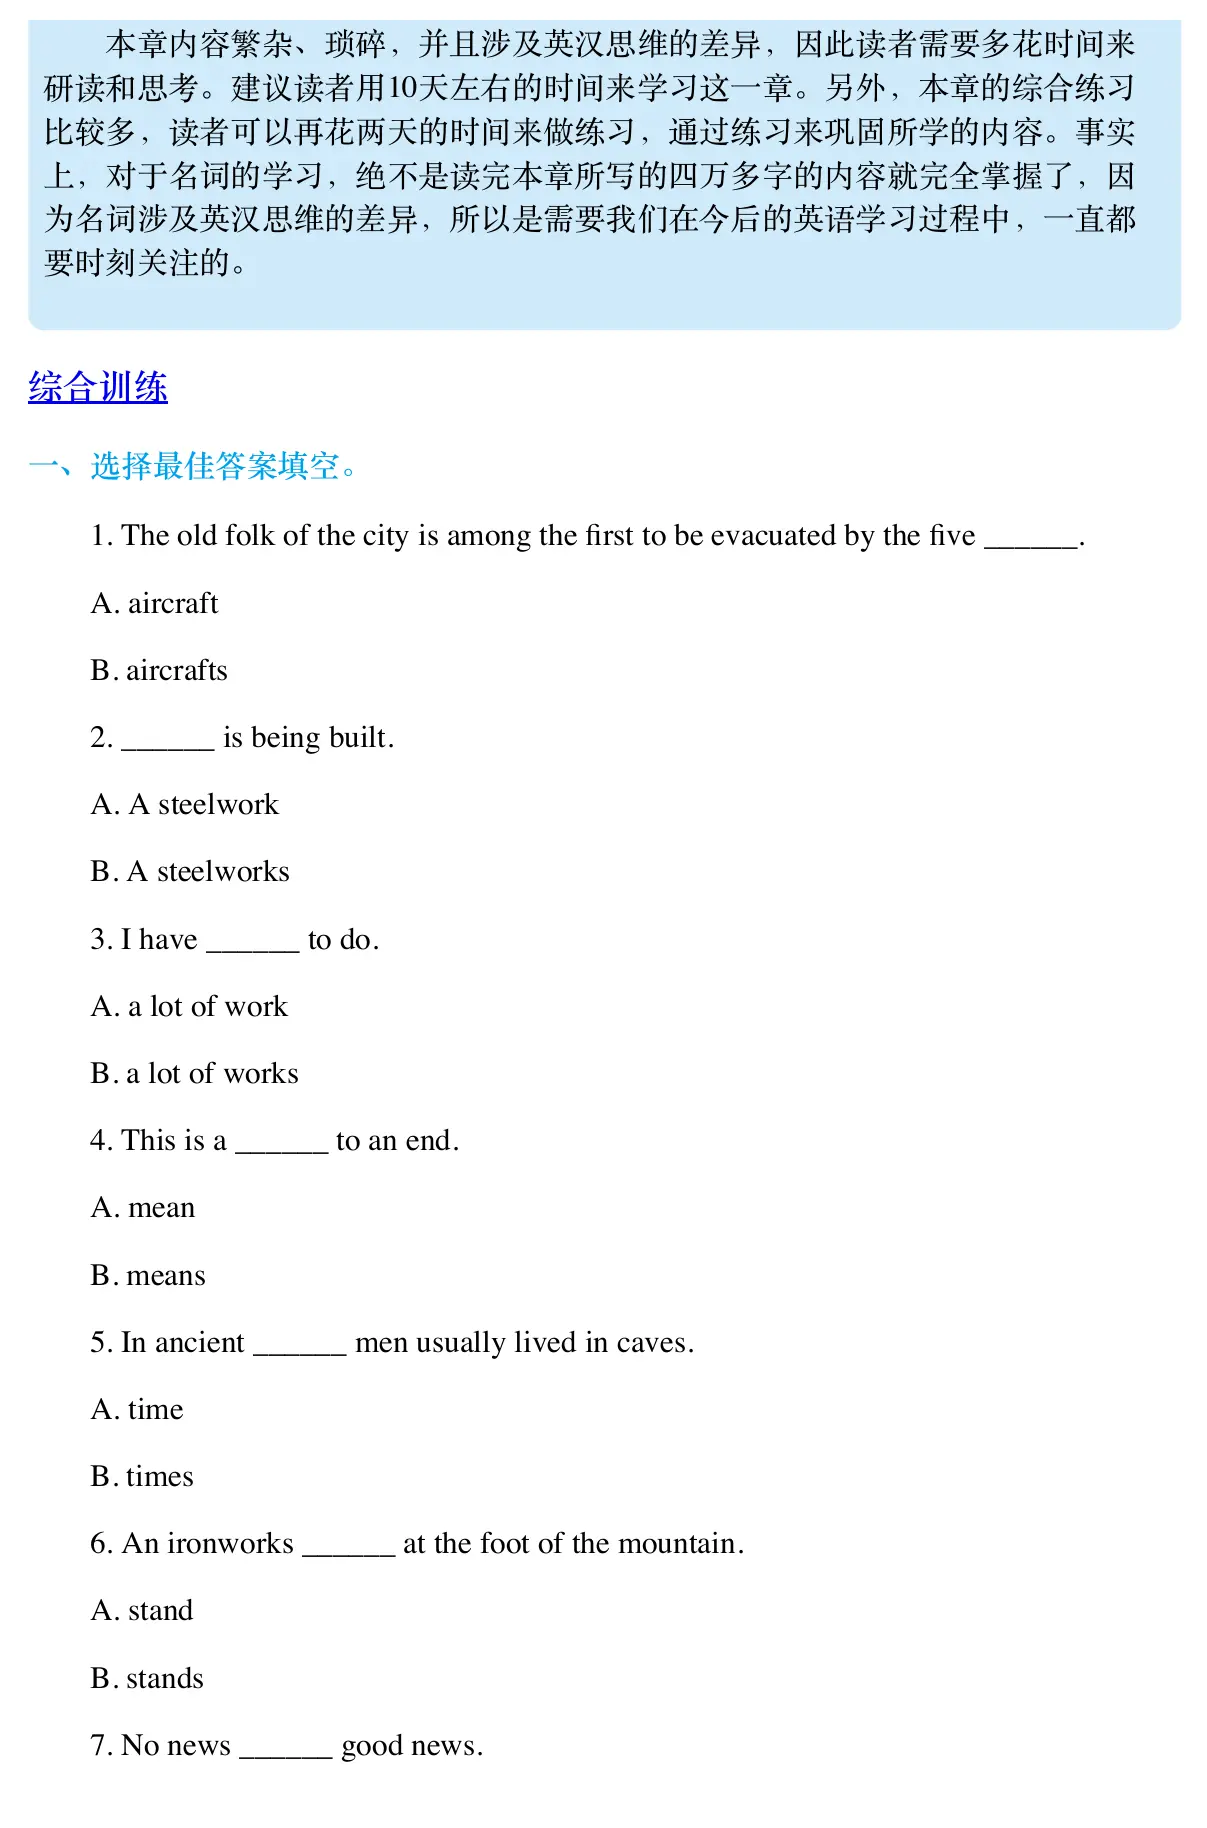 本章内容繁杂、琐碎，并且涉及英汉思维的差异，因此读者需要多花时间来
研读和思考。建议读者用10天左右的时间来学习这一章。另外，本章的综合练习
比较多，读者可以再花两天的时间来做练习，通过练习来巩固所学的内容。事实
上，对于名词的学习，绝不是读完本章所写的四万多字的内容就完全掌握了，因
为名词涉及英汉思维的差异，所以是需要我们在今后的英语学习过程中，一直都
要时刻关注的。
综合训练
一、选择最佳答案填空。
1. The old folk of the city is among the first to be evacuated by the five ______.
A. aircraft
B. aircrafts
2. ______ is being built.
A. A steelwork
B. A steelworks
3. I have ______ to do.
A. a lot of work
B. a lot of works
4. This is a ______ to an end.
A. mean
B. means
5. In ancient ______ men usually lived in caves.
A. time
B. times
6. An ironworks ______ at the foot of the mountain.
A. stand
B. stands
7. No news ______ good news.